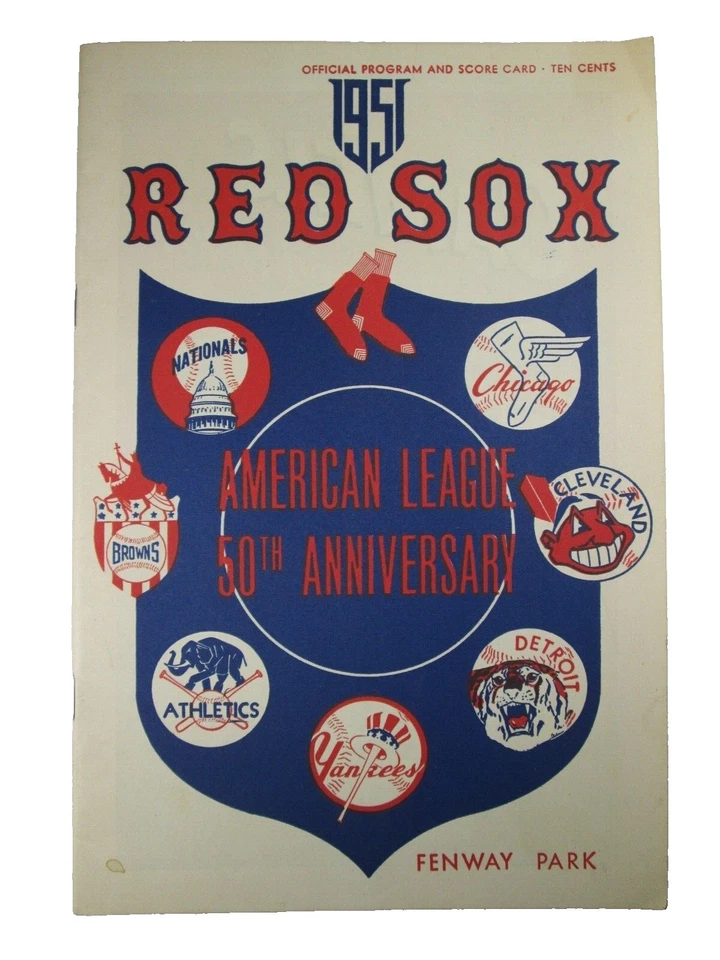 OFFICIAL PROGRAM AND SCORE CARD · TEN CENTS
1951
RED SOX
NATIONALS
Chicago
AMERICAN LEAGUE
CLEVELAND
50TH ANNIVERSARY
BROWNS
DETROIT
ATHLETICS
Yankees
FENWAY PARK